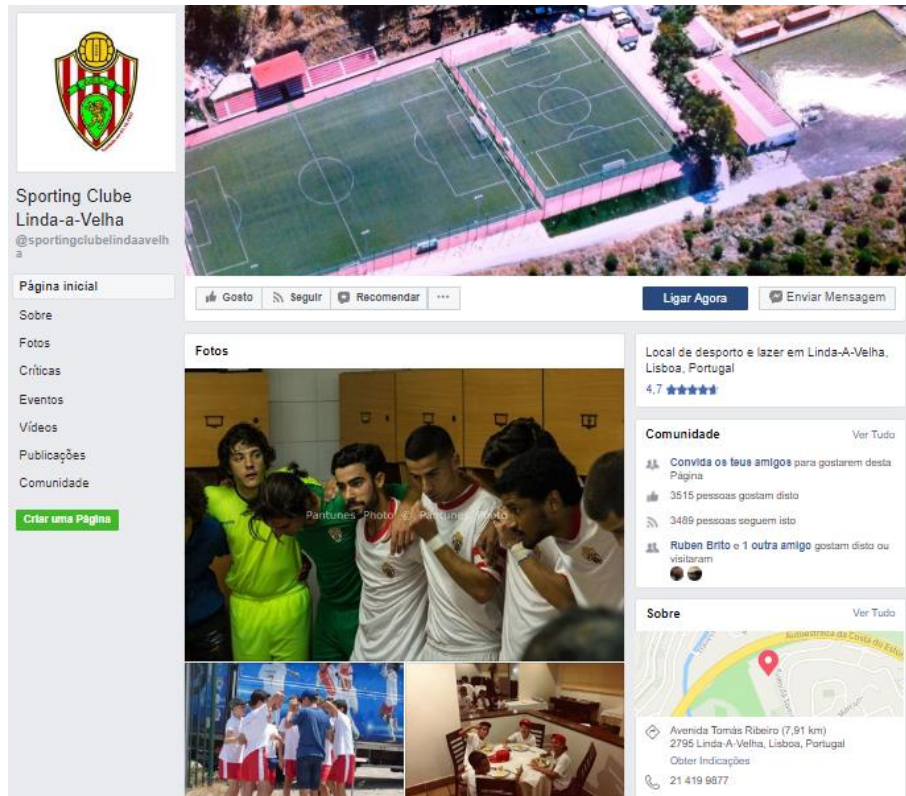 Sporting Clube
Linda-a-Velha
@sportingclubelindaavelh
a
Página inicial
Sobre
Fotos
Críticas
Eventos
Vídeos
Publicações
Comunidade
Criar uma Página
Gosto
Seguir
Recomendar
Ligar Agora
Enviar Mensagem
Fotos
Pantunes Photo © Pantunes Photo
Local de desporto e lazer em Linda-A-Velha,
Lisboa, Portugal
4,7
Comunidade
Ver Tudo
Convida os teus amigos para gostarem desta
Página
3515 pessoas gostam disto
3489 pessoas seguem isto
Ruben Brito e 1 outra amigo gostam disto ou
visitaram
Sobre
Ver Tudo
Autoestrada da Costa do Estor
Avenida Tomás Ribeiro (7,91 km)
2795 Linda-A-Velha, Lisboa, Portugal
Obter Indicações
21 419 9877